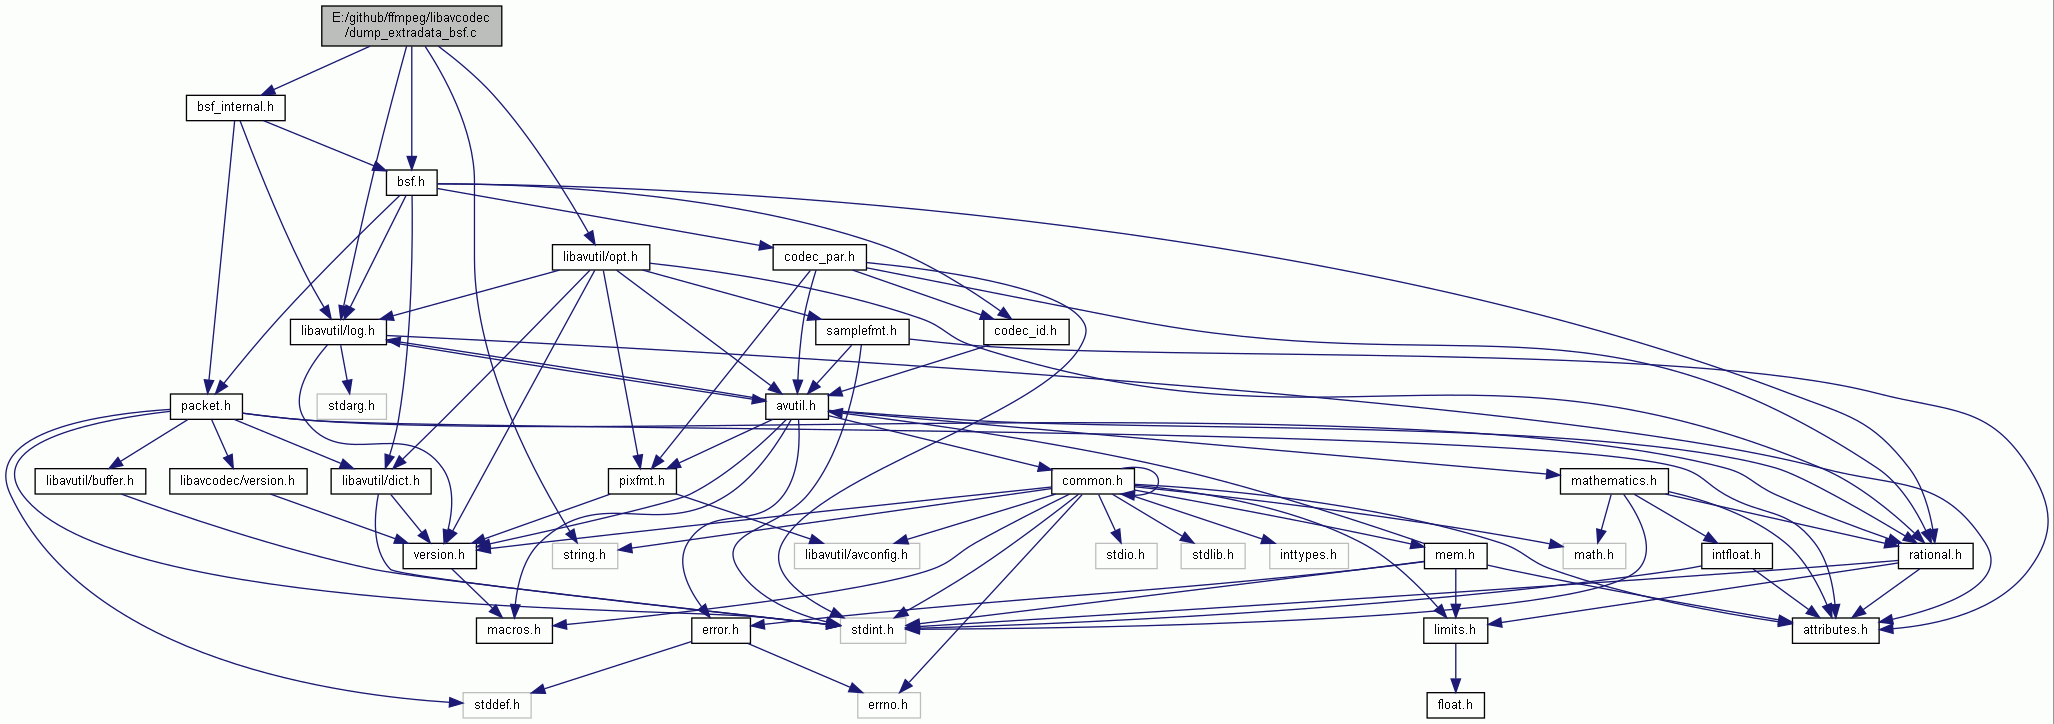 E:/github/ffmpeg/libavcodec
/dump_extradata_bsf.c
bsf_internal.h
bsf.h
libavutil/opt.h
codec_par.h
libavutil/log.h
samplefmt.h
codec_id.h
packet.h
stdarg.h
avutil.h
libavutil/buffer.h
libavcodec/version.h
libavutil/dict.h
pixfmt.h
common.h
mathematics.h
version.h
string.h
libavutil/avconfig.h
stdio.h
stdlib.h
inttypes.h
mem.h
math.h
intfloat.h
rational.h
macros.h
error.h
stdint.h
limits.h
attributes.h
stddef.h
errno.h
float.h